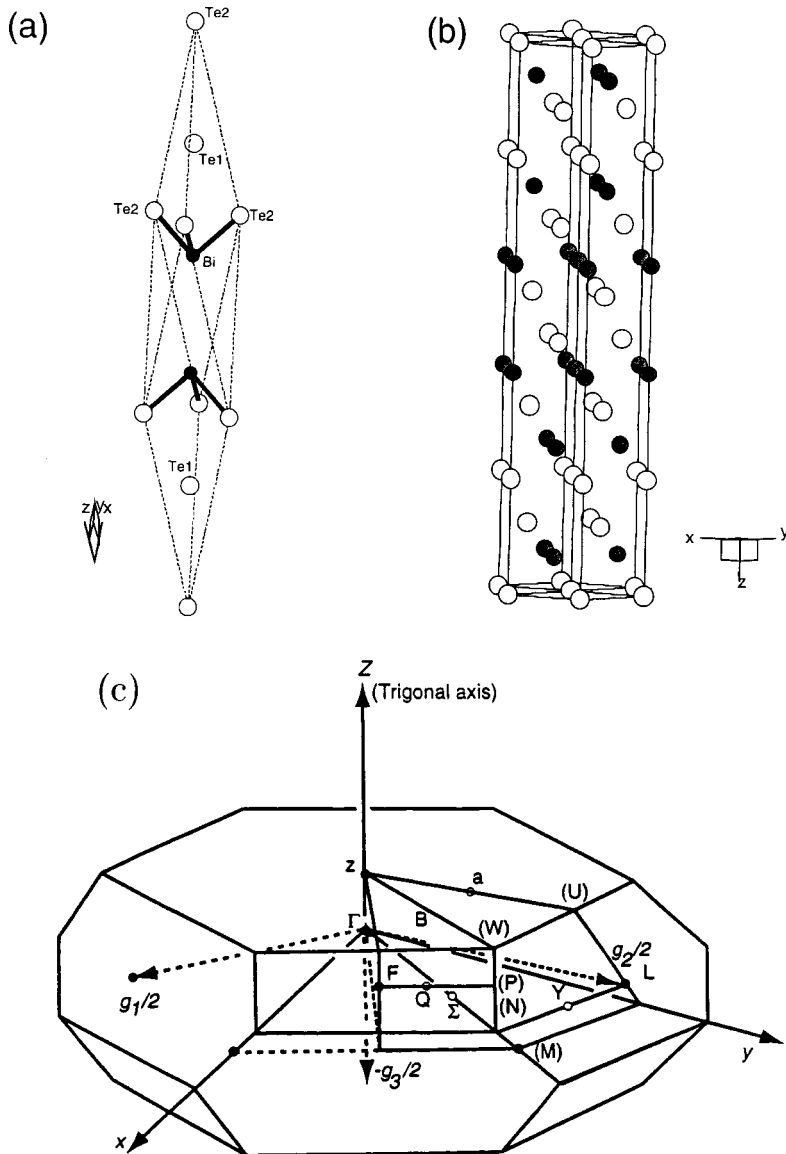 (a)
Te2
Te1
Te2
Te2
Bi
Te1
z y x
(b)
x y
z
(c)
Z
(Trigonal axis)
z
a
(U)
Γ
B
(W)
g2/2
L
F
(P)
g1/2
Q
(N)
Y
Σ
(M)
-g3/2
y
x